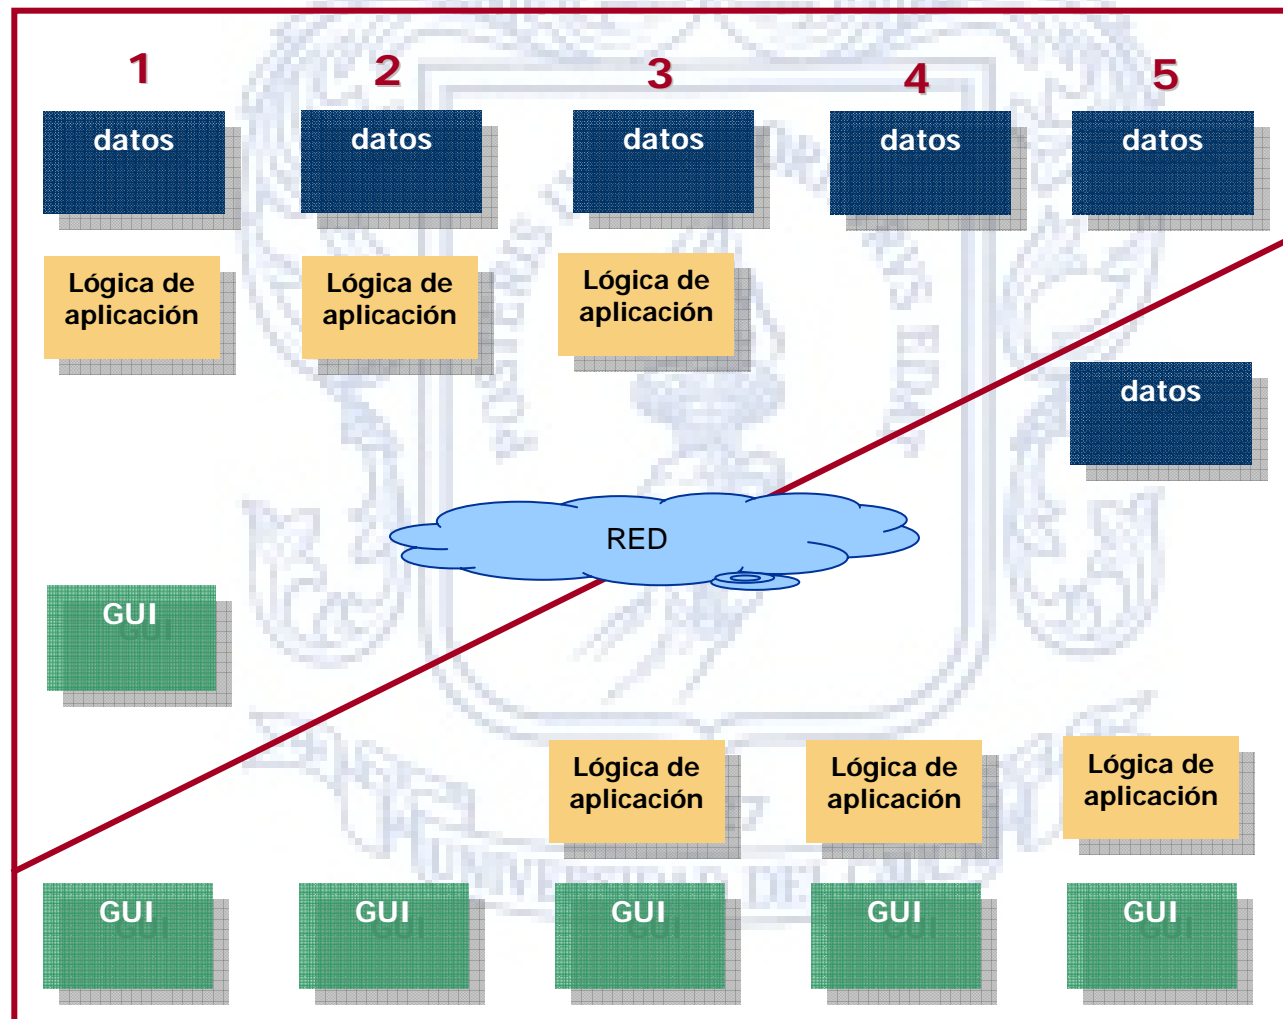 1 2 3 4 5
datos datos datos datos datos
Lógica de Lógica de Lógica de
aplicación aplicación aplicación
datos
RED
GUI
Lógica de Lógica de Lógica de
aplicación aplicación aplicación
GUI GUI GUI GUI GUI